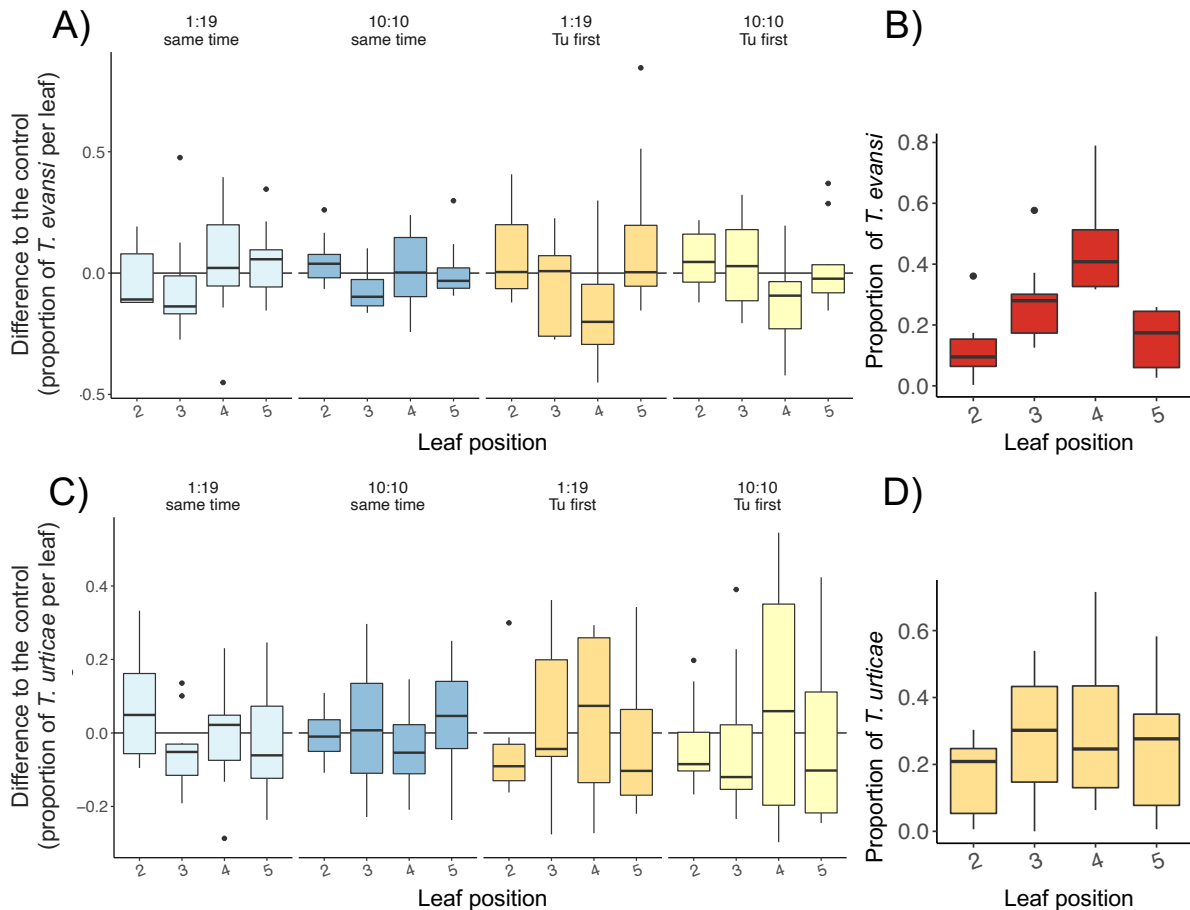 A)
1:19
same time
10:10
same time
1:19
Tu first
10:10
Tu first
Difference to the control
(proportion of T. evansi per leaf)
0.5
0.0
-0.5
2 3 4 5 2 3 4 5 2 3 4 5 2 3 4 5
Leaf position
B)
Proportion of T. evansi
0.8
0.6
0.4
0.2
0.0
2 3 4 5
Leaf position
C)
1:19
same time
10:10
same time
1:19
Tu first
10:10
Tu first
Difference to the control
(proportion of T. urticae per leaf)
0.4
0.2
0.0
−0.2
2 3 4 5 2 3 4 5 2 3 4 5 2 3 4 5
Leaf position
D)
Proportion of T. urticae
0.6
0.4
0.2
0.0
2 3 4 5
Leaf position